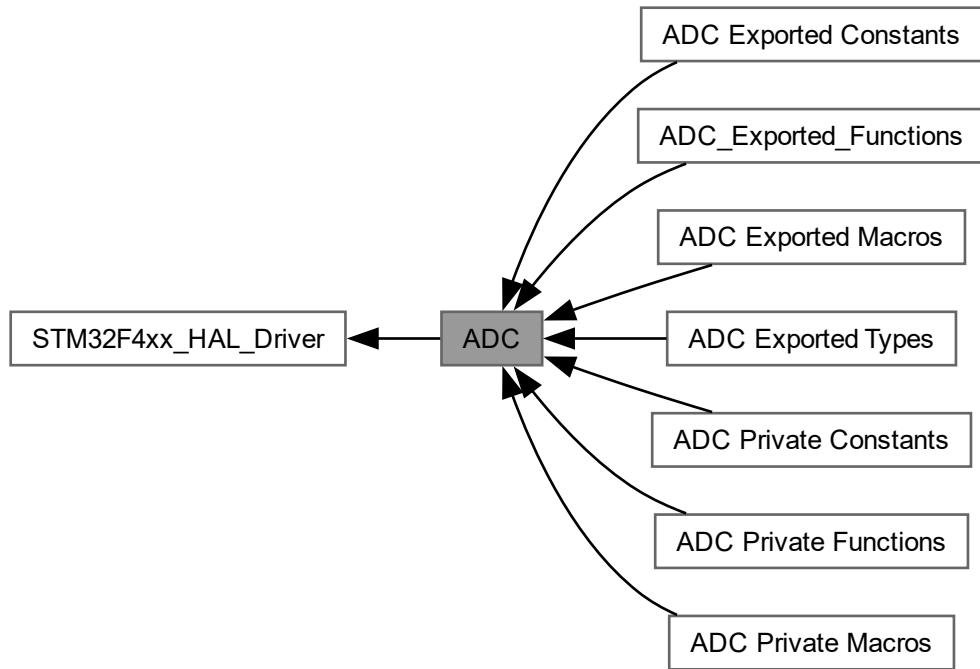 ADC Exported Constants
ADC_Exported_Functions
ADC Exported Macros
STM32F4xx_HAL_Driver
ADC
ADC Exported Types
ADC Private Constants
ADC Private Functions
ADC Private Macros